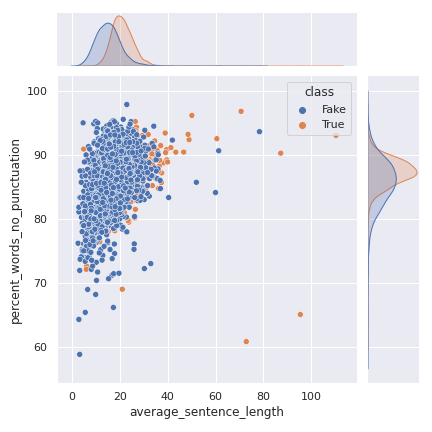 class
Fake
True
100
90
80
70
60
percent_words_no_punctuation
0 20 40 60 80 100
average_sentence_length